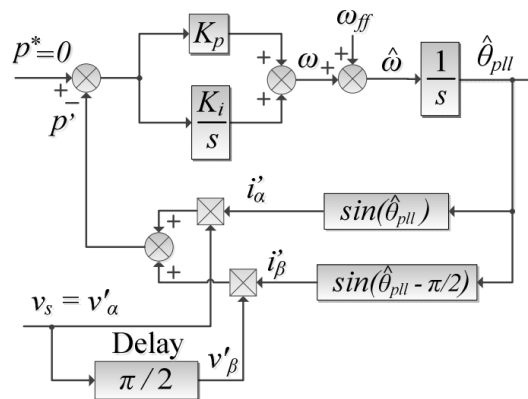 p*=0
+
−
p'
K_p
K_i
s
+
+
ω
+
ω_ff
+
ω̂
1
s
θ̂_pll
i'_α
sin(θ̂_pll)
+
+
i'_β
sin(θ̂_pll - π/2)
v_s = v'_α
Delay
π / 2
v'_β